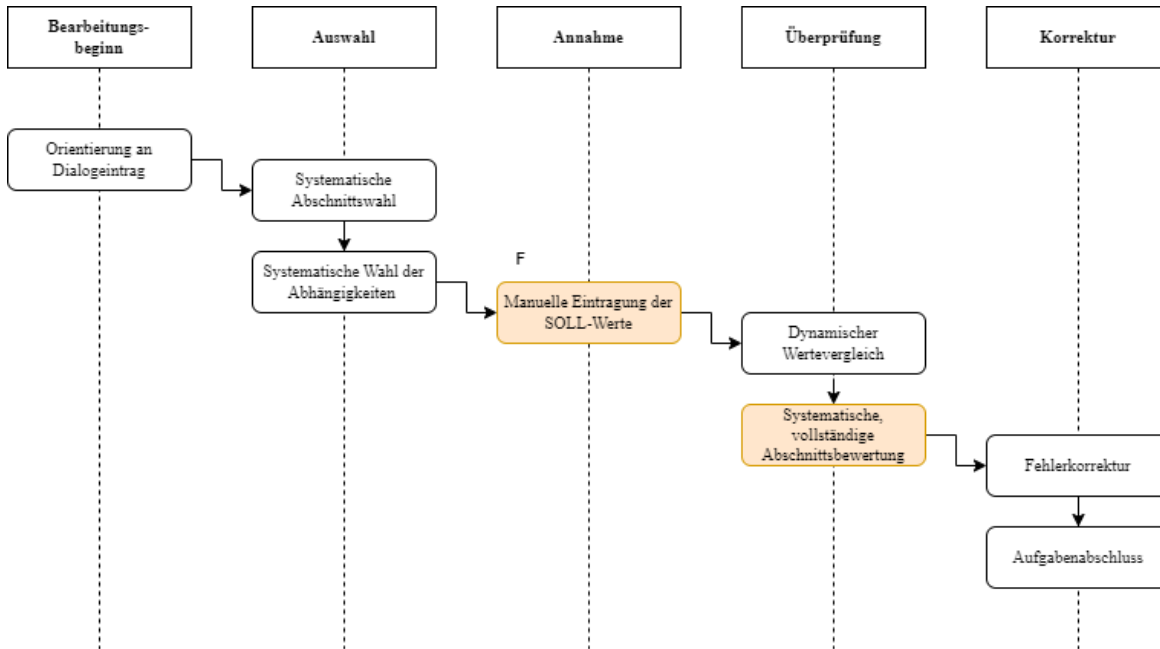 Bearbeitungs-
beginn
Auswahl
Annahme
Überprüfung
Korrektur
Orientierung an
Dialogeintrag
Systematische
Abschnittswahl
Systematische Wahl der
Abhängigkeiten
F
Manuelle Eintragung der
SOLL-Werte
Dynamischer
Wertevergleich
Systematische,
vollständige
Abschnittsbewertung
Fehlerkorrektur
Aufgabenabschluss